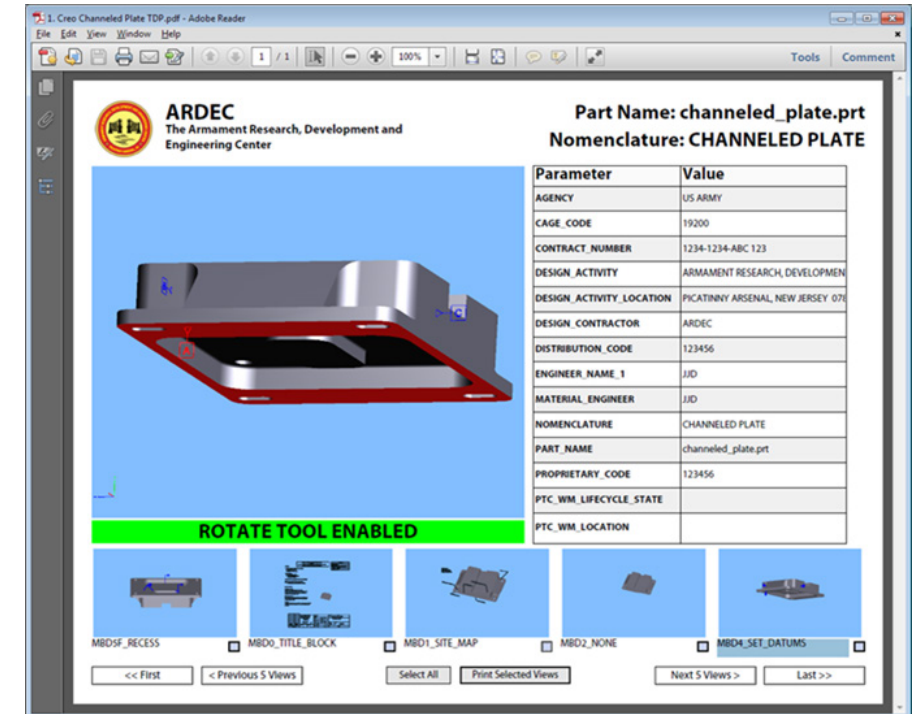 1. Creo Channeled Plate TDP.pdf - Adobe Reader
File Edit View Window Help
1 / 1 100% Tools Comment
ARDEC
The Armament Research, Development and
Engineering Center
Part Name: channeled_plate.prt
Nomenclature: CHANNELED PLATE
Parameter Value
AGENCY US ARMY
CAGE_CODE 19200
CONTRACT_NUMBER 1234-1234-ABC 123
DESIGN_ACTIVITY ARMAMENT RESEARCH, DEVELOPMEN
DESIGN_ACTIVITY_LOCATION PICATINNY ARSENAL, NEW JERSEY 078
DESIGN_CONTRACTOR ARDEC
DISTRIBUTION_CODE 123456
ENGINEER_NAME_1 JJD
MATERIAL_ENGINEER JJD
NOMENCLATURE CHANNELED PLATE
PART_NAME channeled_plate.prt
PROPRIETARY_CODE 123456
PTC_WM_LIFECYCLE_STATE
PTC_WM_LOCATION
C
A
ROTATE TOOL ENABLED
MBD5F_RECESS MBD0_TITLE_BLOCK MBD1_SITE_MAP MBD2_NONE MBD4_SET_DATUMS
<< First < Previous 5 Views Select All Print Selected Views Next 5 Views > Last >>